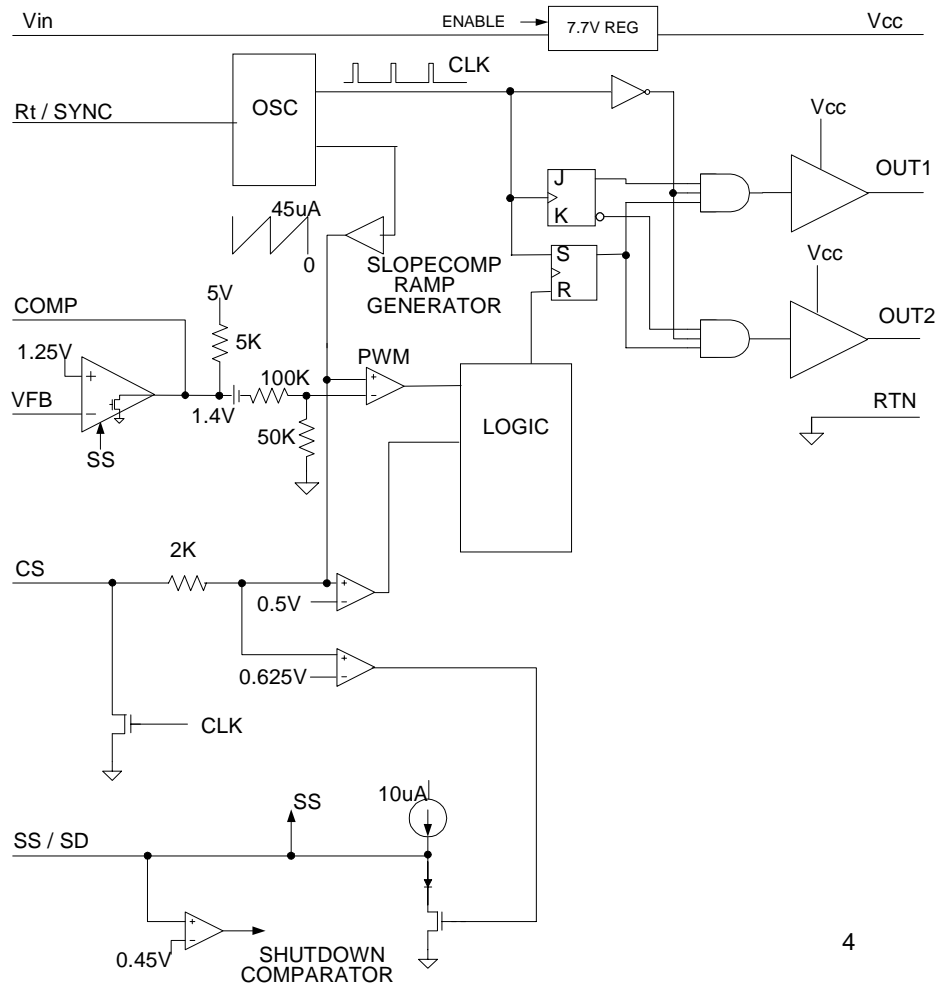 Vin
ENABLE
7.7V REG
Vcc
CLK
OSC
Rt / SYNC
Vcc
OUT1
J
K
45uA
0
SLOPECOMP
RAMP
GENERATOR
S
R
Vcc
5V
COMP
5K
OUT2
1.25V
PWM
100K
VFB
1.4V
RTN
50K
LOGIC
SS
2K
CS
0.5V
0.625V
CLK
10uA
SS
SS / SD
0.45V
SHUTDOWN
COMPARATOR
4